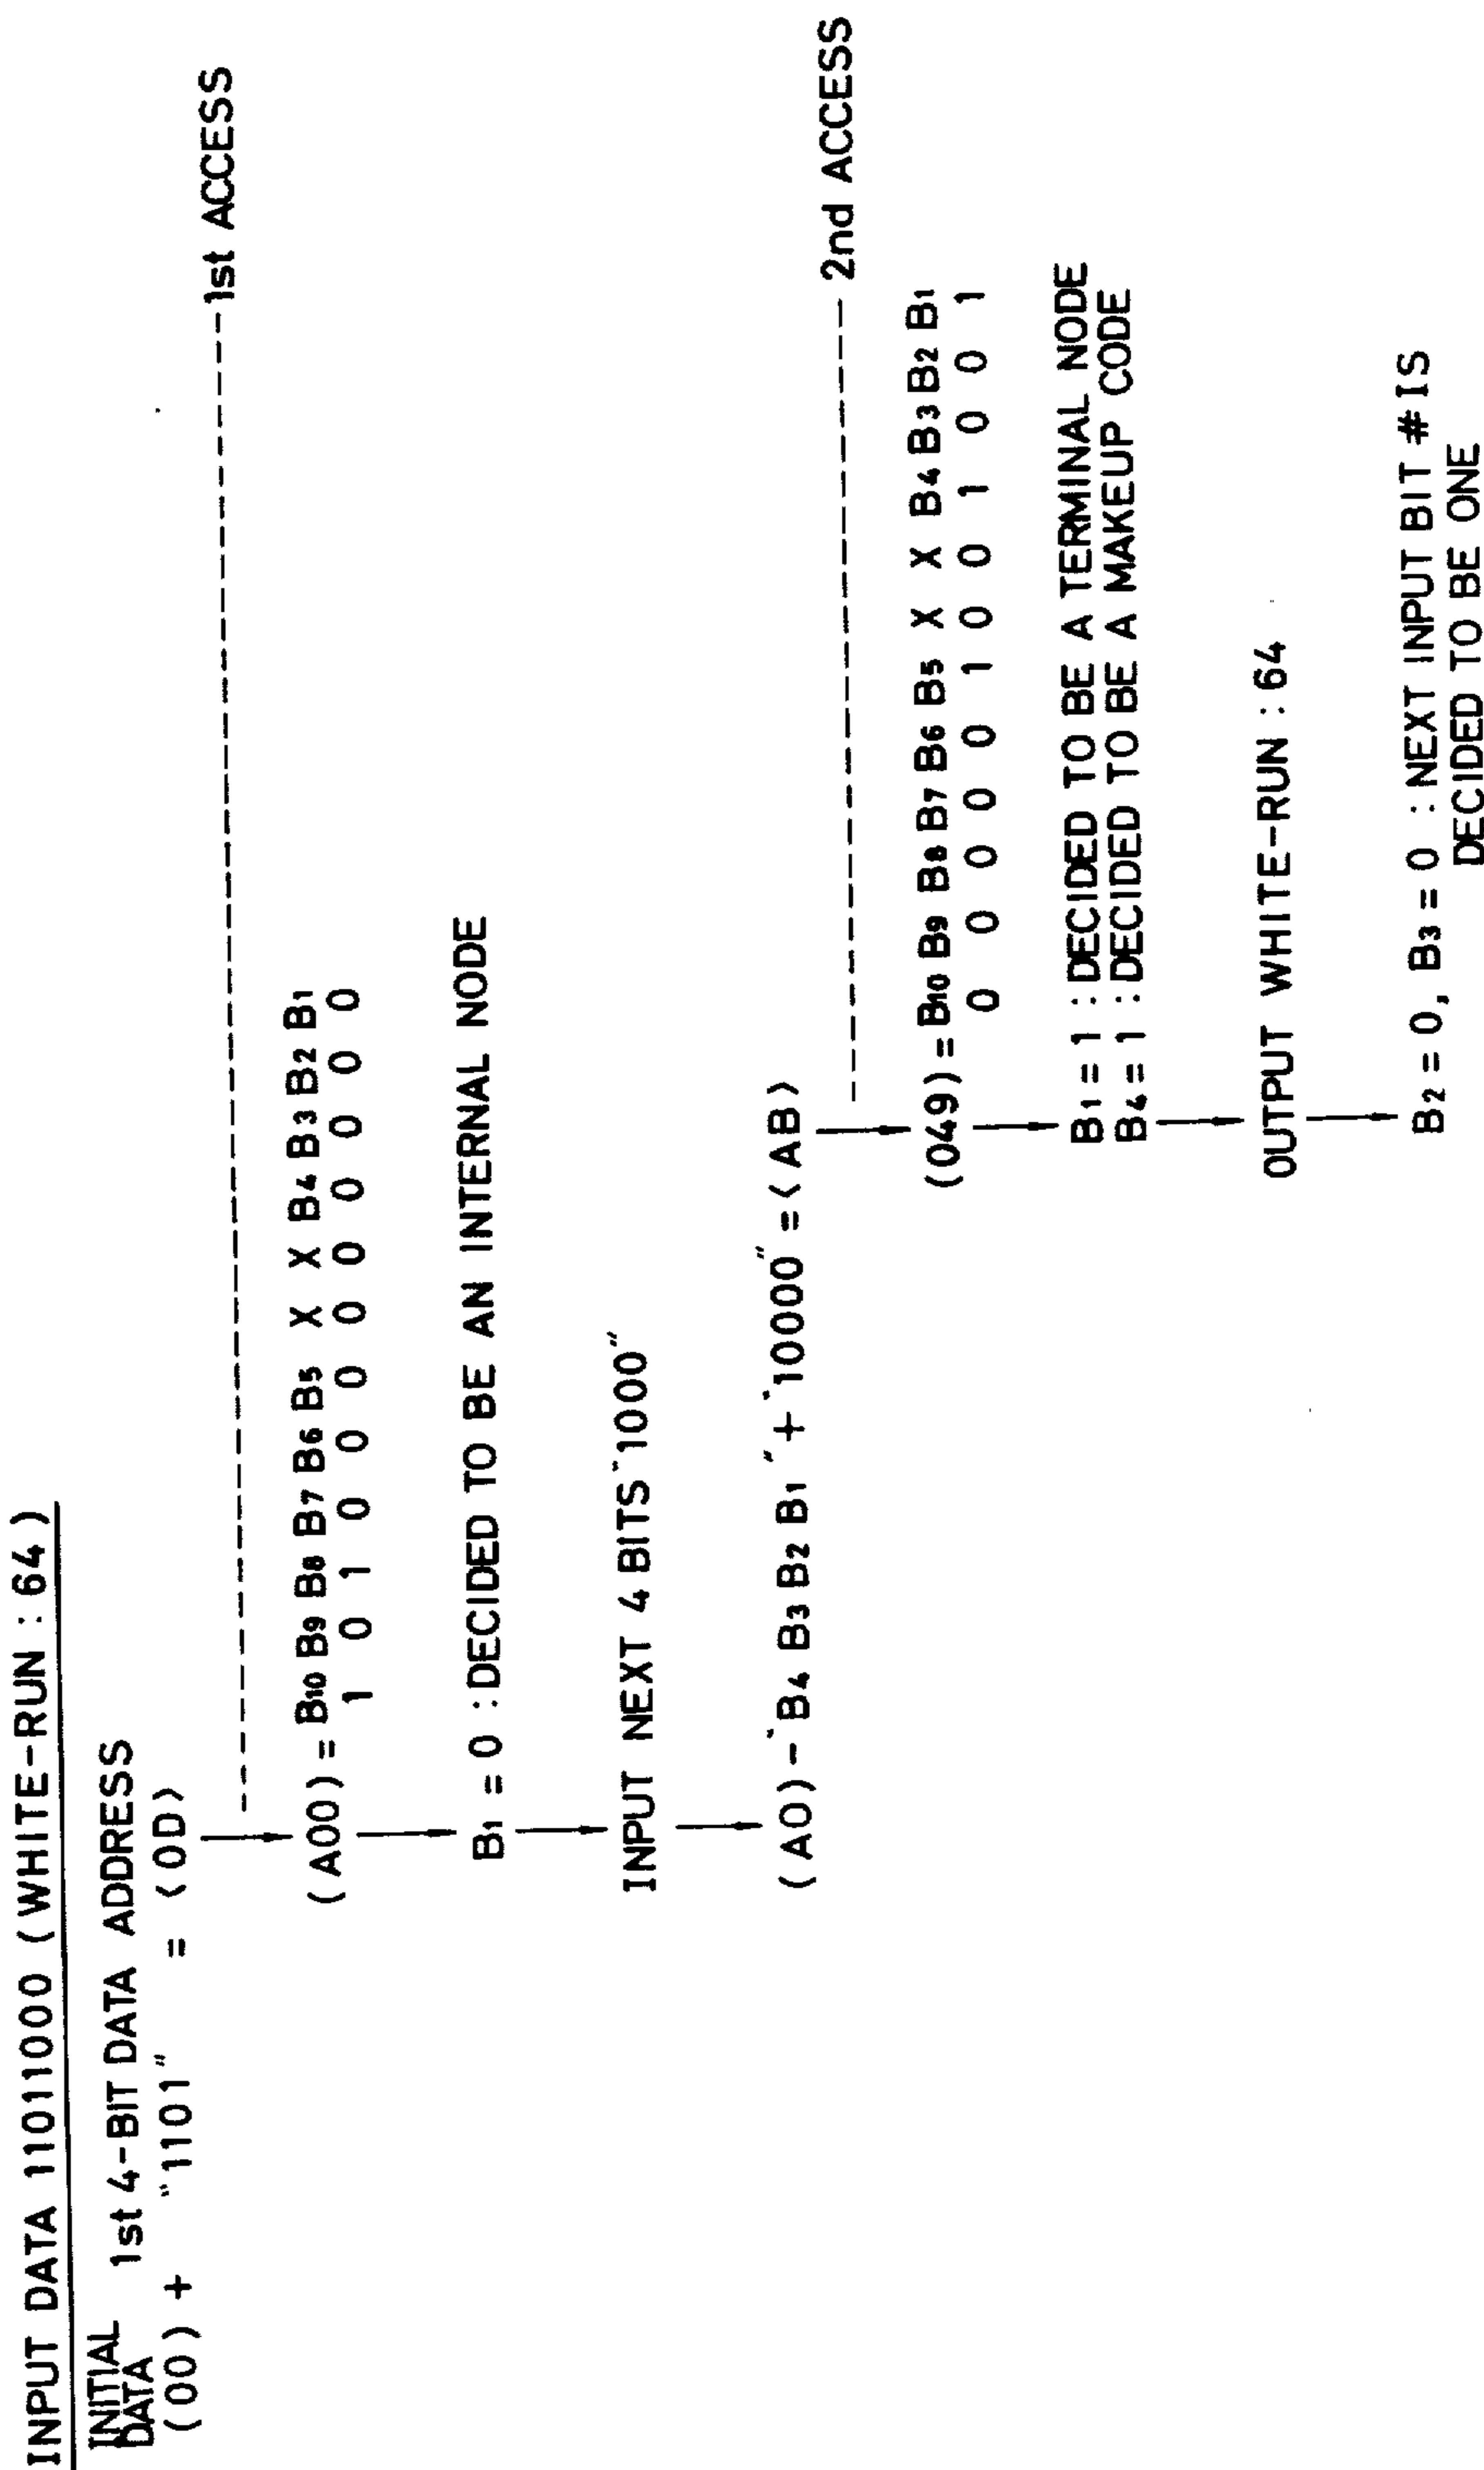 INPUT DATA 11011000 (WHITE-RUN : 64)
INITIAL DATA 1st 4-BIT DATA ADDRESS
(00) + "1101" = <0D>
1st ACCESS
(A00) = B10 B9 B8 B7 B6 B5 X X B4 B3 B2 B1
1 0 1 0 0 0 0 0 0 0 0 0
B1 = 0 : DECIDED TO BE AN INTERNAL NODE
INPUT NEXT 4 BITS "1000"
(A0) - "B4 B3 B2 B1" + "10000" = <AB>
2nd ACCESS
(049) = B10 B9 B8 B7 B6 B5 X X B4 B3 B2 B1
0 0 0 0 0 1 0 0 1 0 0 1
B1 = 1 : DECIDED TO BE A TERMINAL NODE
B4 = 1 : DECIDED TO BE A MAKEUP CODE
OUTPUT WHITE-RUN : 64
B2 = 0, B3 = 0 : NEXT INPUT BIT # IS
DECIDED TO BE ONE